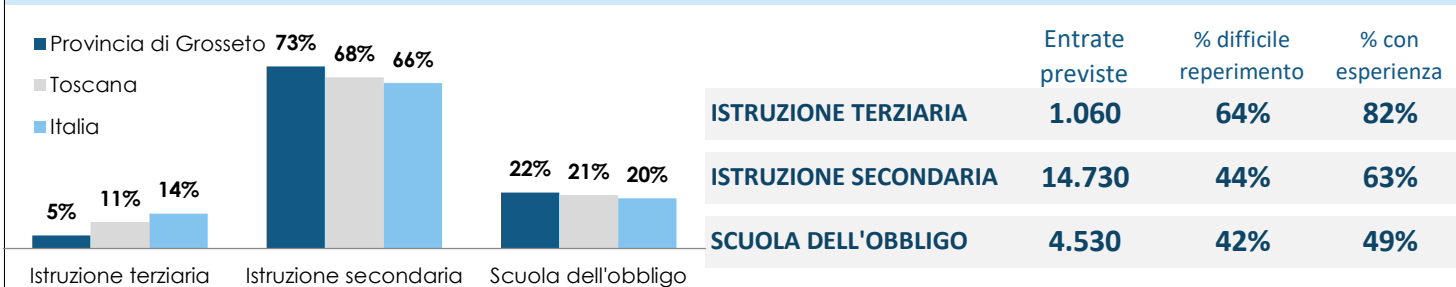 Provincia di Grosseto
Toscana
Italia
73%
68%
66%
5%
11%
14%
22%
21%
20%
Istruzione terziaria
Istruzione secondaria
Scuola dell'obbligo
Entrate previste
% difficile reperimento
% con esperienza
ISTRUZIONE TERZIARIA 1.060 64% 82%
ISTRUZIONE SECONDARIA 14.730 44% 63%
SCUOLA DELL'OBBLIGO 4.530 42% 49%